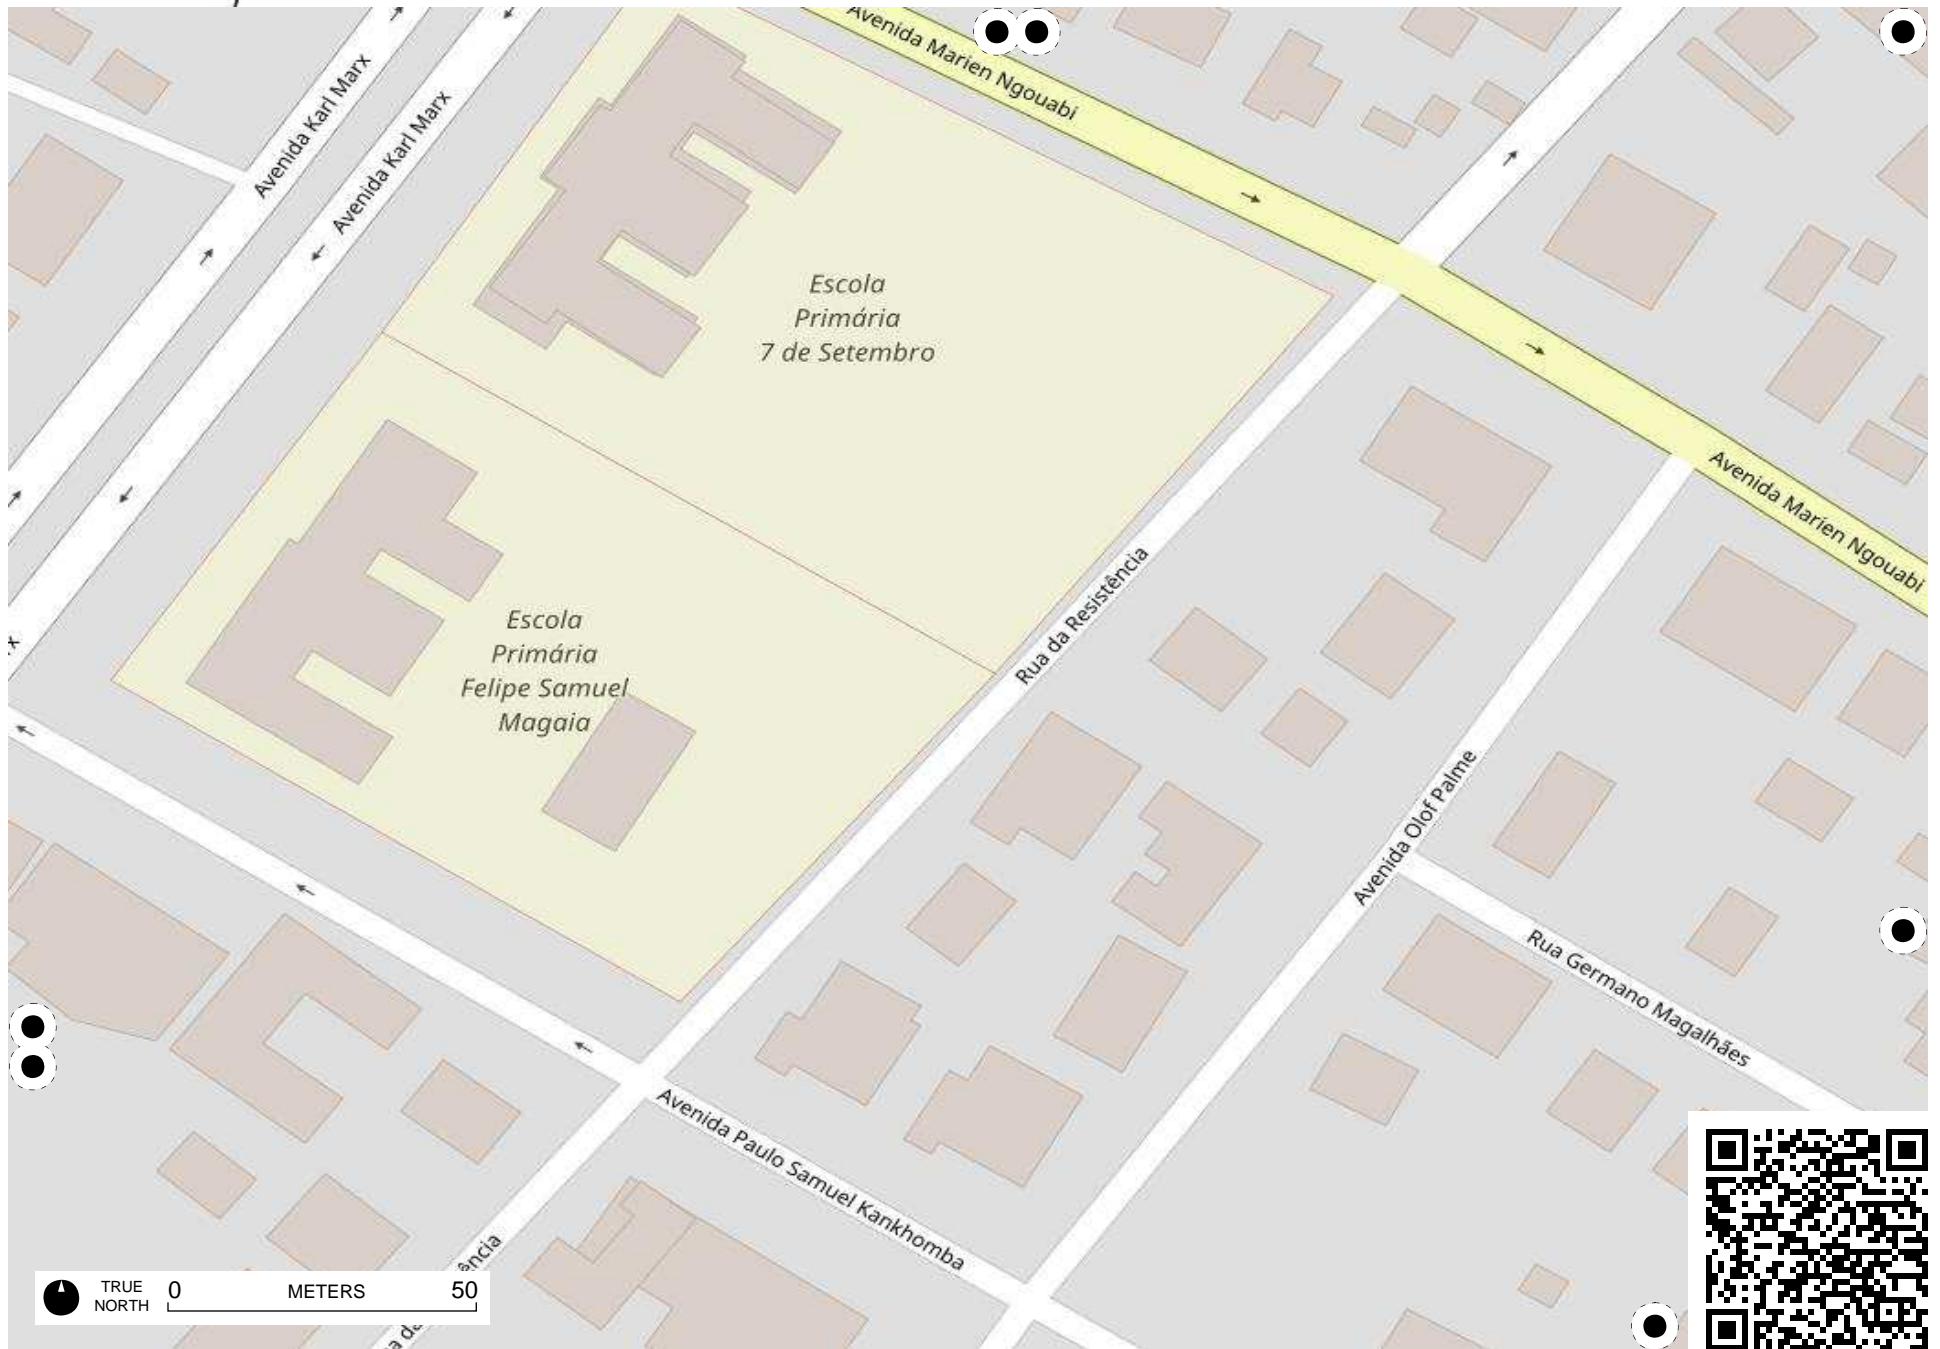 Avenida Marien Ngouabi
Avenida Karl Marx
Avenida Karl Marx
Escola
Primária
7 de Setembro
Avenida Marien Ngouabi
Rua da Resistência
Escola
Primária
Felipe Samuel
Magaia
Avenida Olof Palme
Rua Germano Magalhães
Avenida Paulo Samuel Kankhomba
ência
TRUE
NORTH
0 METERS 50